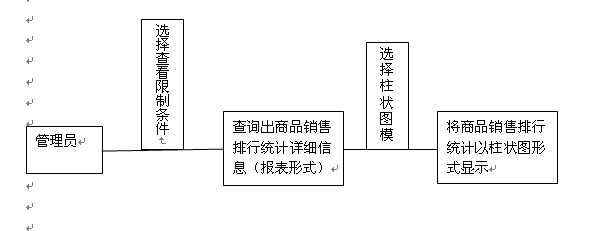 管理员
选择查看限制条件
查询出商品销售
排行统计详细信
息（报表形式）
选择柱状图模
将商品销售排行
统计以柱状图形
式显示